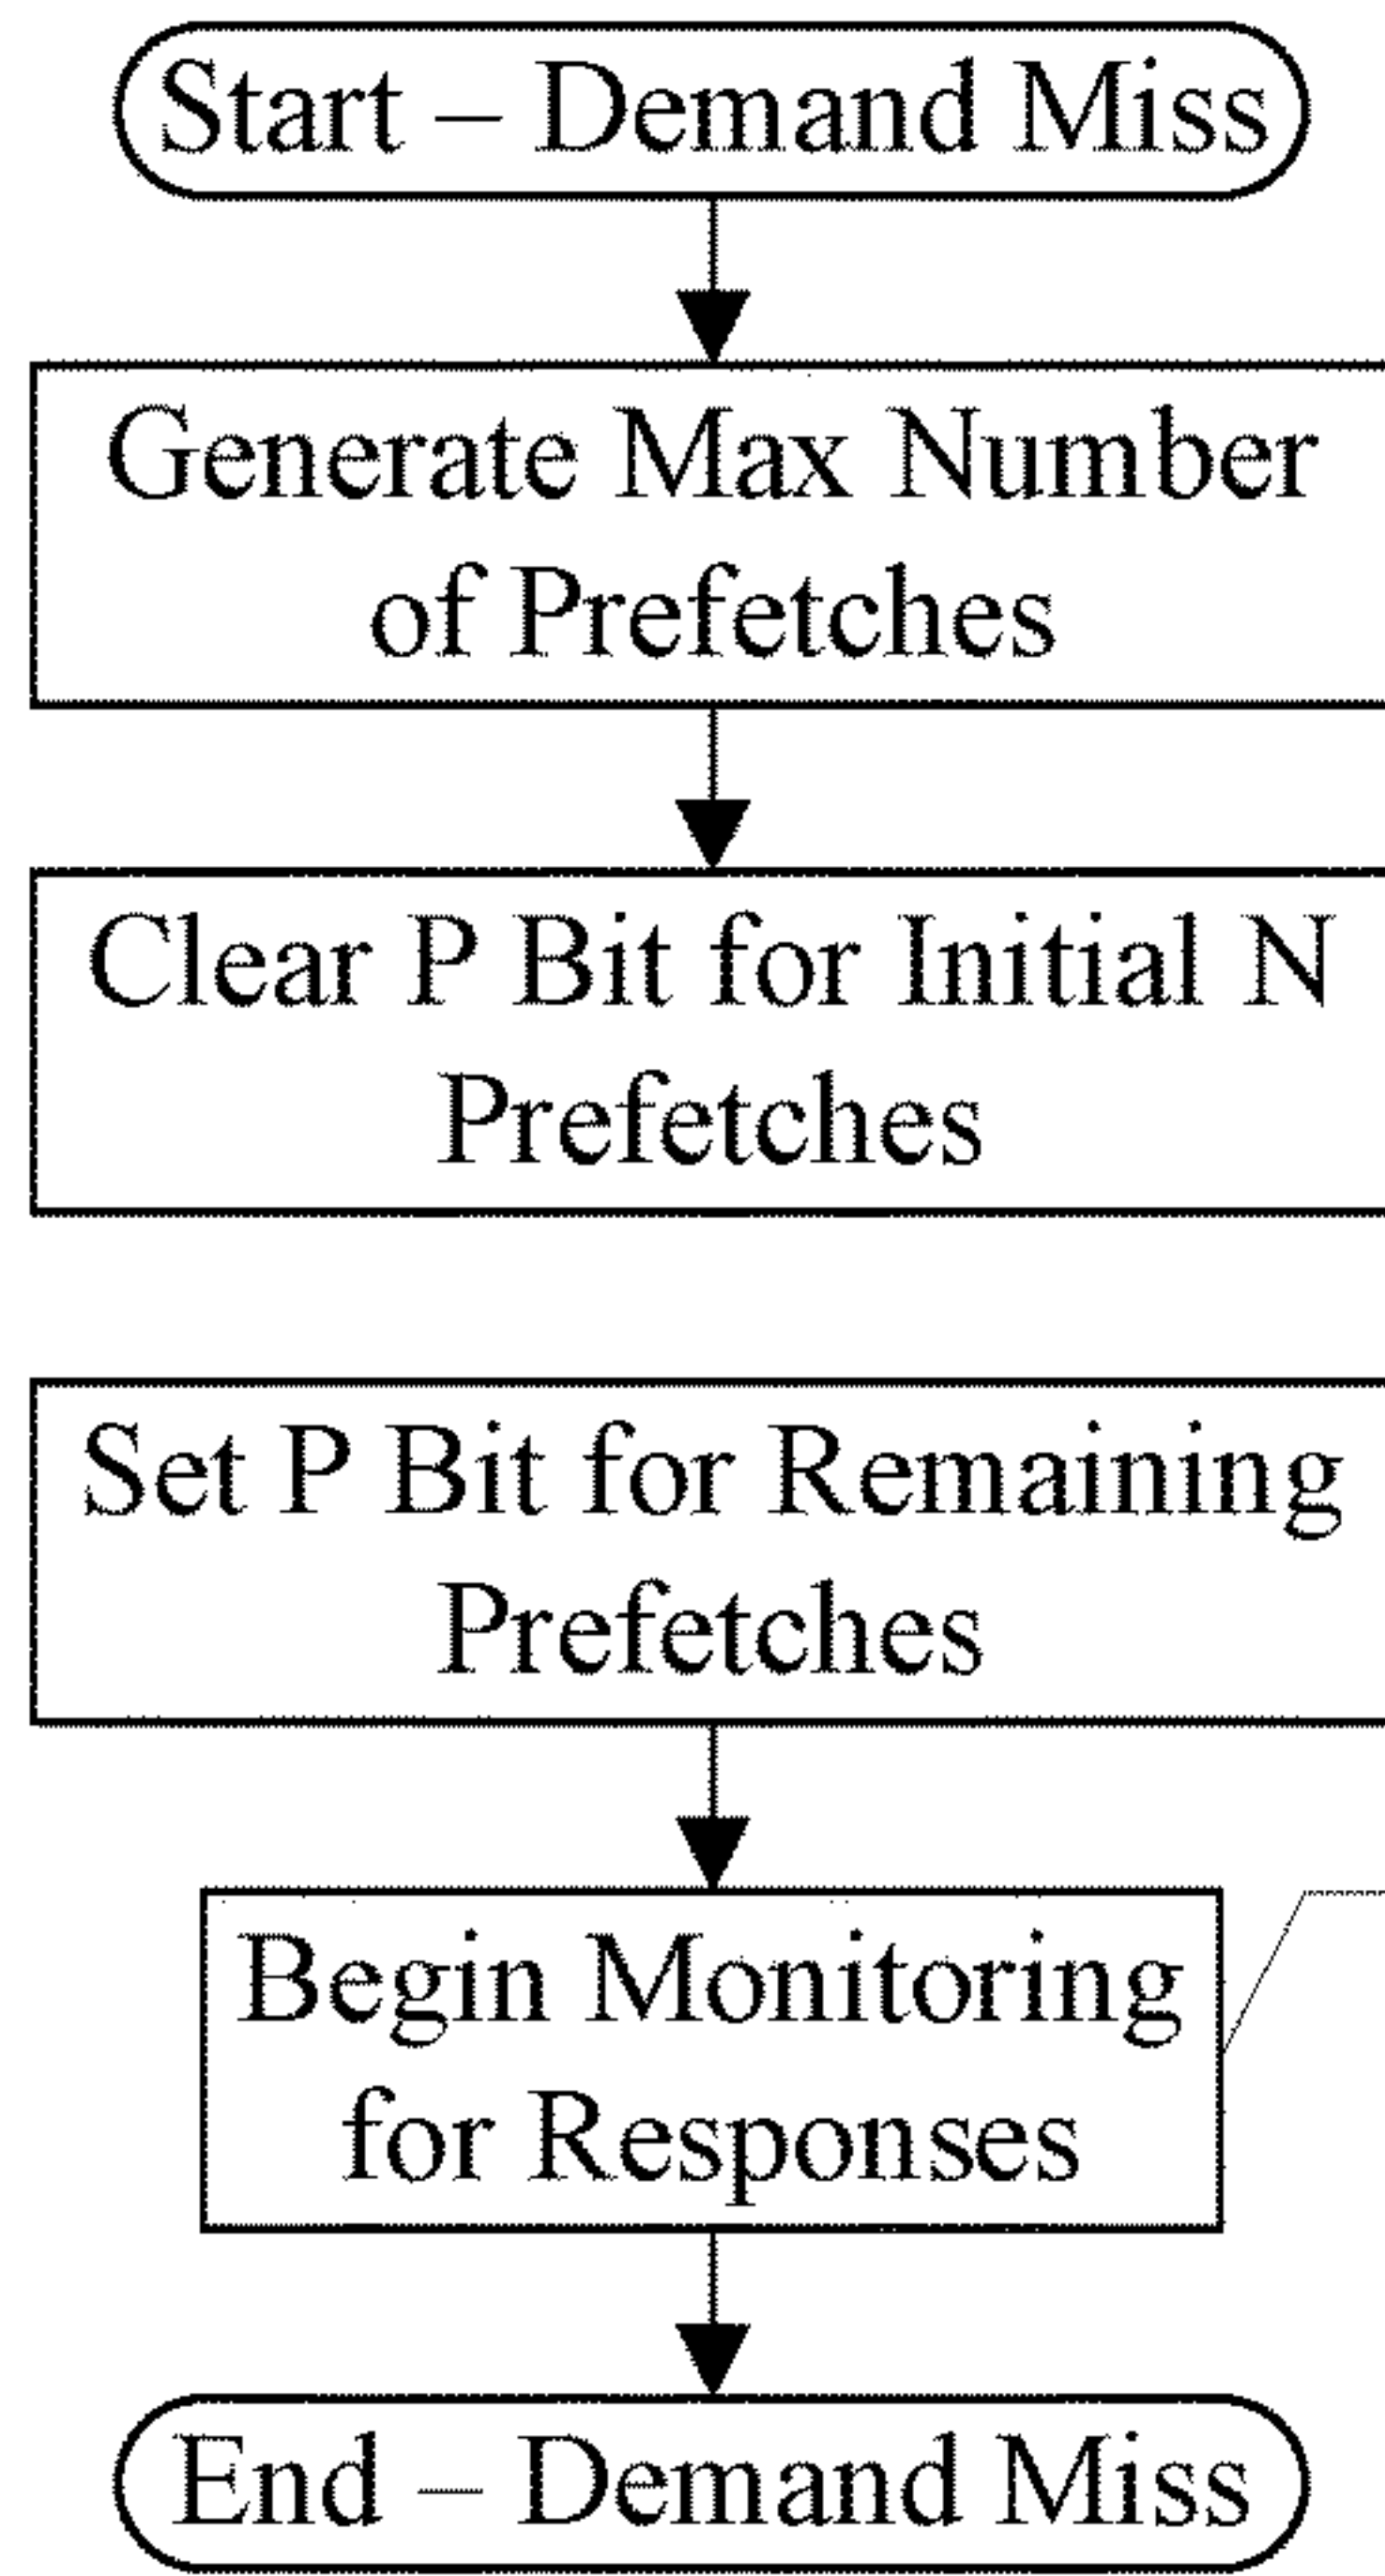 Start – Demand Miss
Generate Max Number
of Prefetches
Clear P Bit for Initial N
Prefetches
Set P Bit for Remaining
Prefetches
Begin Monitoring
for Responses
End – Demand Miss